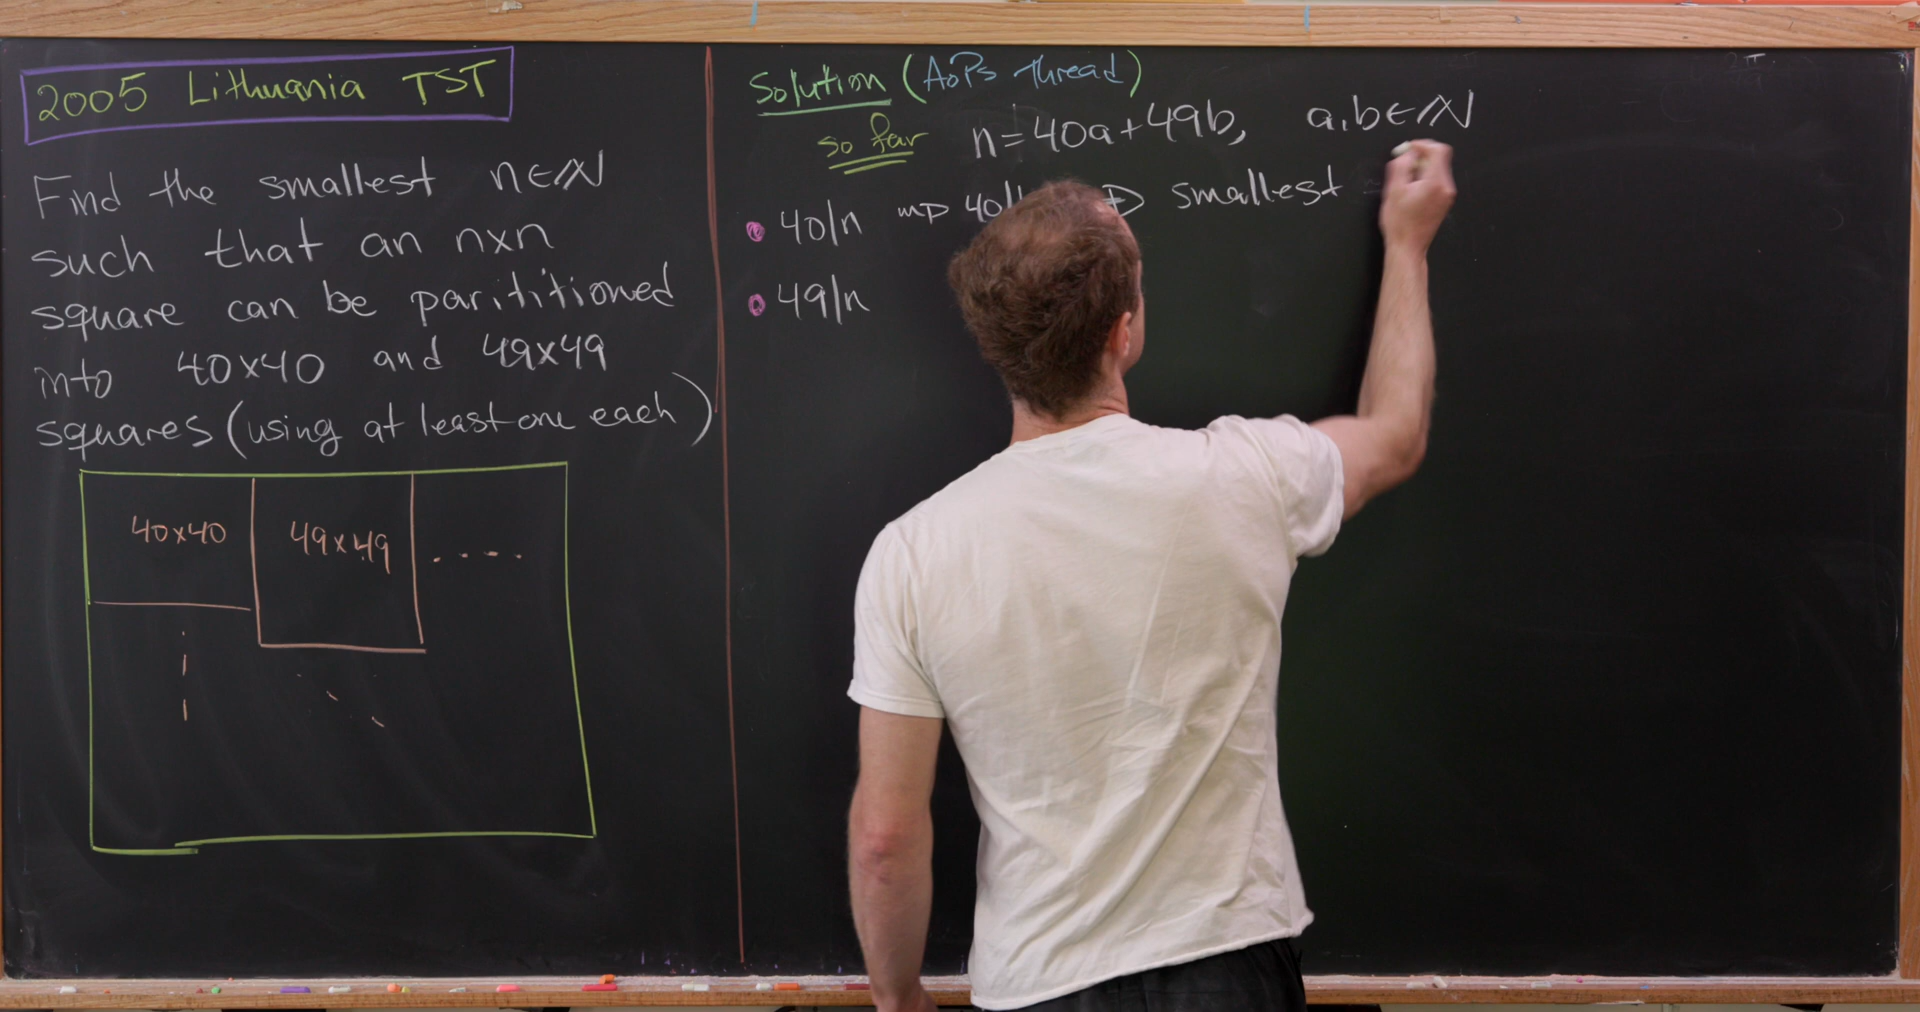 2005 Lithuania TST
Find the smallest n∈ℕ
such that an n×n
square can be parititioned
into 40×40 and 49×49
squares (using at least one each)
40×40 49×49 ....
Solution (AoPs thread)
so far n=40a+49b, a,b∈ℕ
• 40|n ⇝ 40| smallest
• 49|n